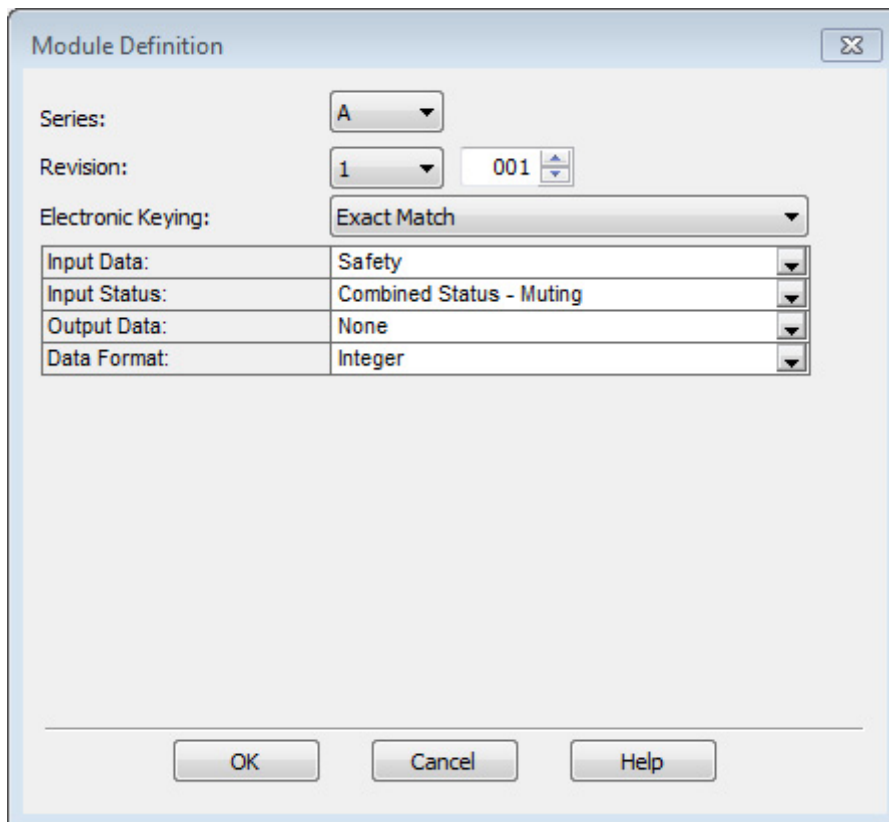 Module Definition
Series: A
Revision: 1 001
Electronic Keying: Exact Match
Input Data: Safety
Input Status: Combined Status - Muting
Output Data: None
Data Format: Integer
OK Cancel Help